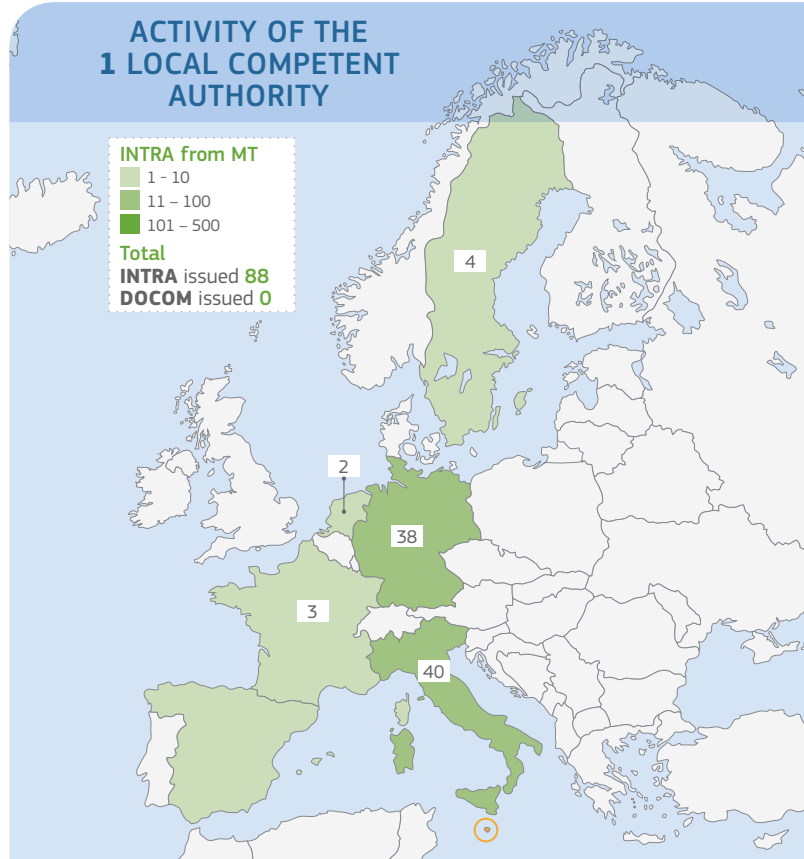 ACTIVITY OF THE
1 LOCAL COMPETENT
AUTHORITY
INTRA from MT
1 - 10
11 – 100
101 – 500
Total
INTRA issued 88
DOCOM issued 0
4
2
38
3
40